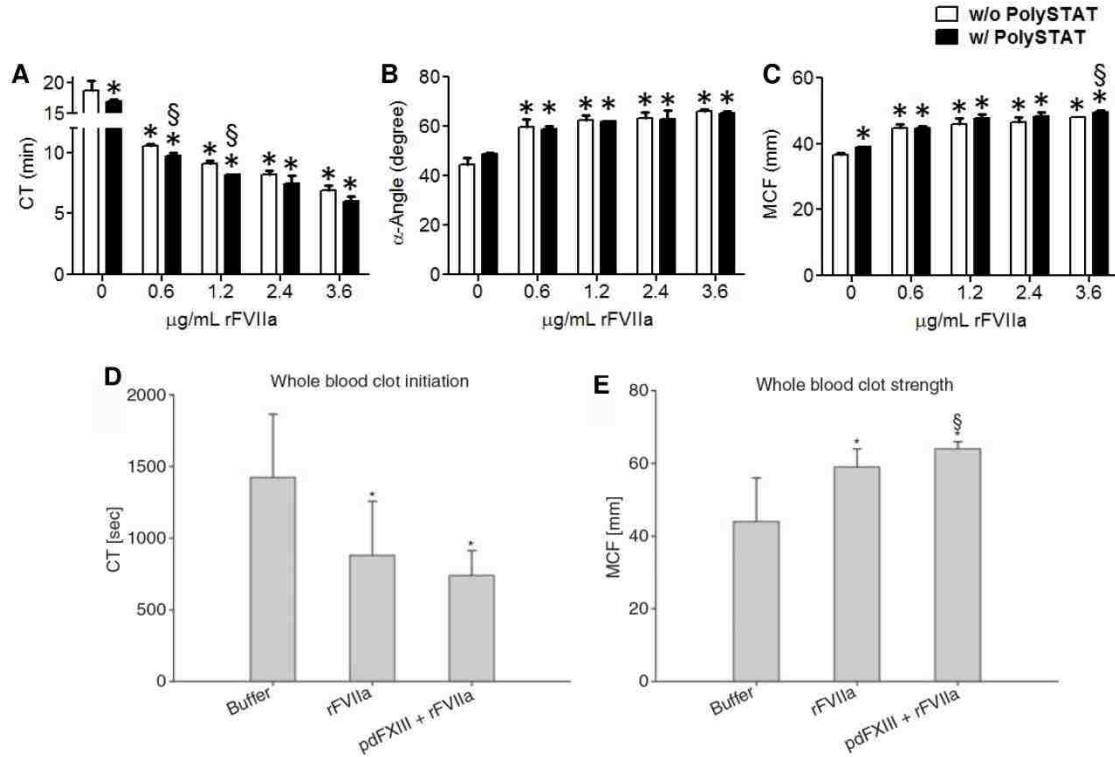 w/o PolySTAT
w/ PolySTAT
A
CT (min)
20
15
10
5
0
* * § * * § * * * * *
0 0.6 1.2 2.4 3.6
μg/mL rFVIIa
B
α-Angle (degree)
80
60
40
20
0
* * * * * * * *
0 0.6 1.2 2.4 3.6
μg/mL rFVIIa
C
MCF (mm)
60
40
20
0
* * * * * * * * § *
0 0.6 1.2 2.4 3.6
μg/mL rFVIIa
D
Whole blood clot initiation
CT [sec]
2000
1500
1000
500
0
* *
Buffer rFVIIa pdFXIII + rFVIIa
E
Whole blood clot strength
MCF [mm]
80
60
40
20
0
* § *
Buffer rFVIIa pdFXIII + rFVIIa